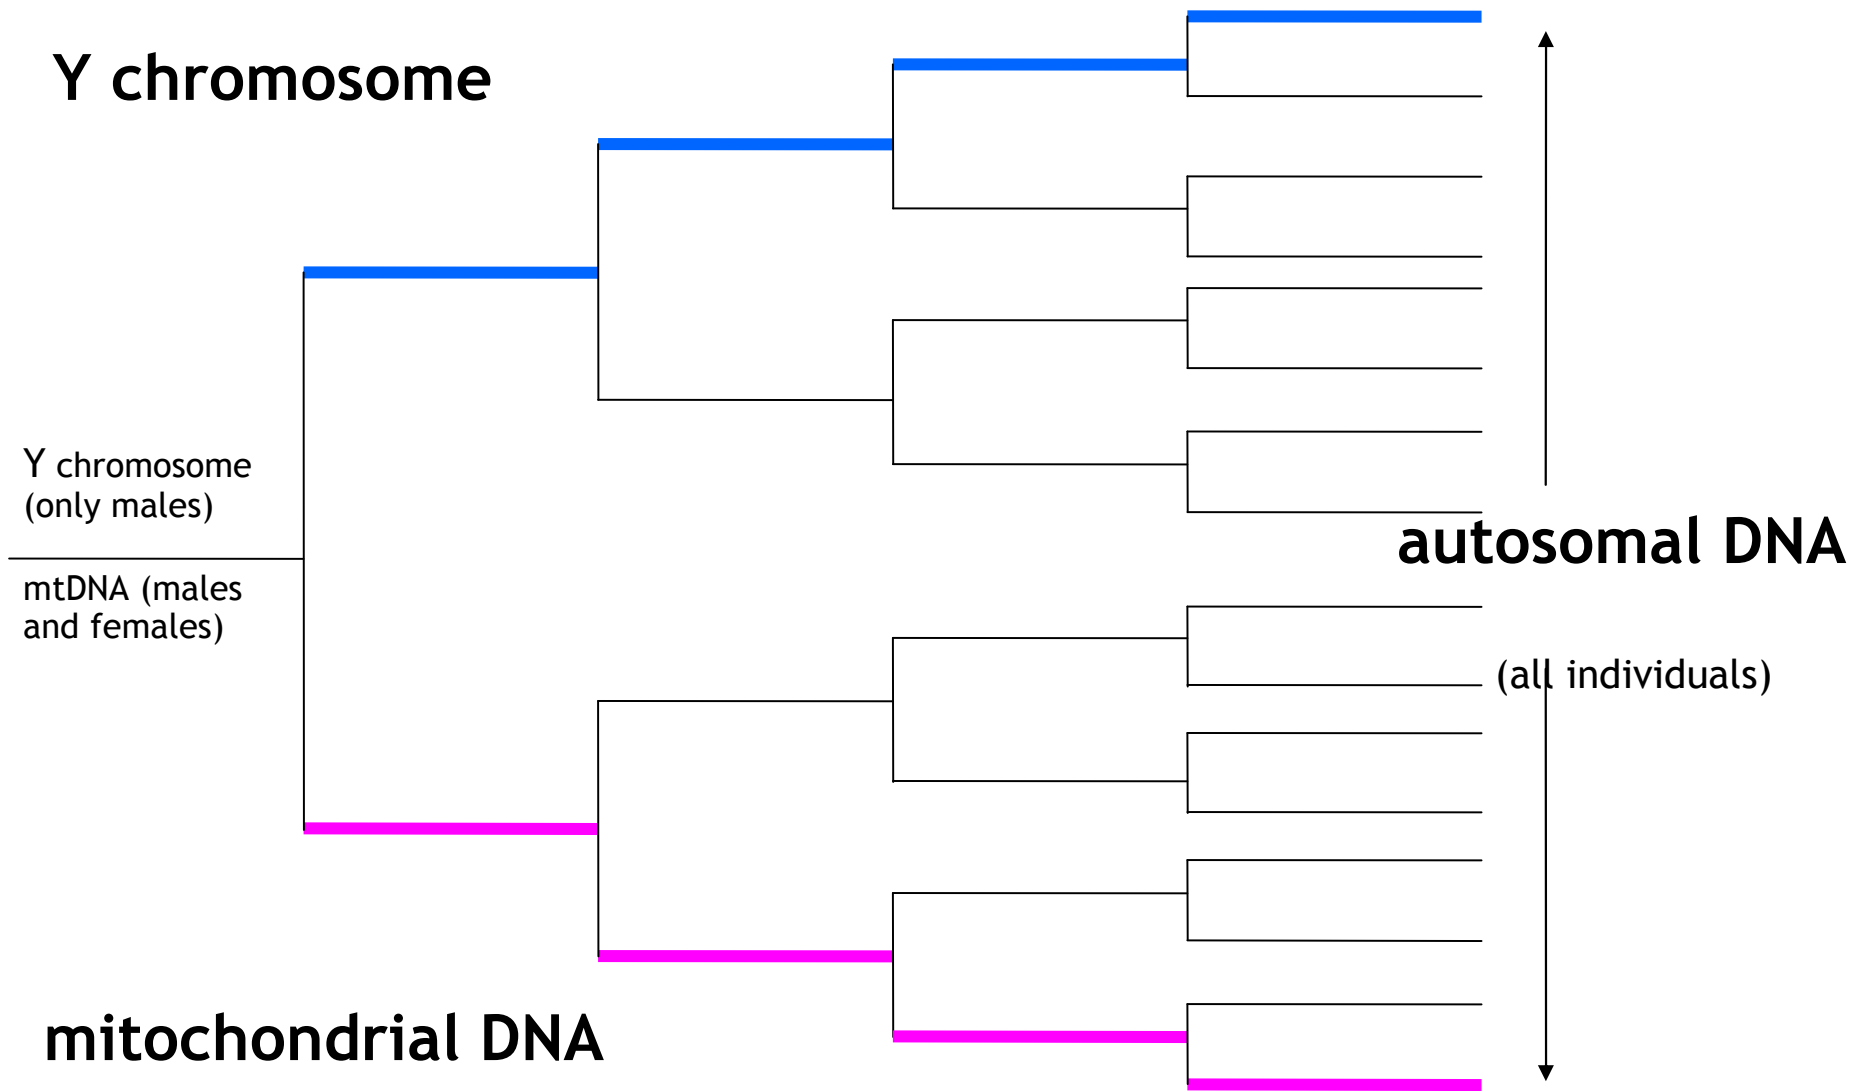 Y chromosome
Y chromosome
(only males)
mtDNA (males
and females)
autosomal DNA
(all individuals)
mitochondrial DNA